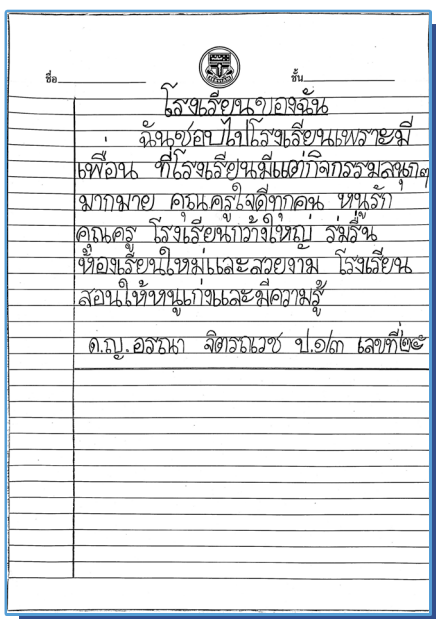 ชื่อ ชั้น
โรงเรียนของฉัน
ฉันชอบไปโรงเรียนเพราะมี
เพื่อน ที่โรงเรียนมีแต่กิจกรรมสนุกๆ
มากมาย คุณครูใจดีทุกคน หนูรัก
คุณครู โรงเรียนกว้างใหญ่ ร่มรื่น
ห้องเรียนใหม่และสวยงาม โรงเรียน
สอนให้หนูเก่งและมีความรู้
ด.ญ. อรณา จิตรถเวช ป.๑/๓ เลขที่๒๕